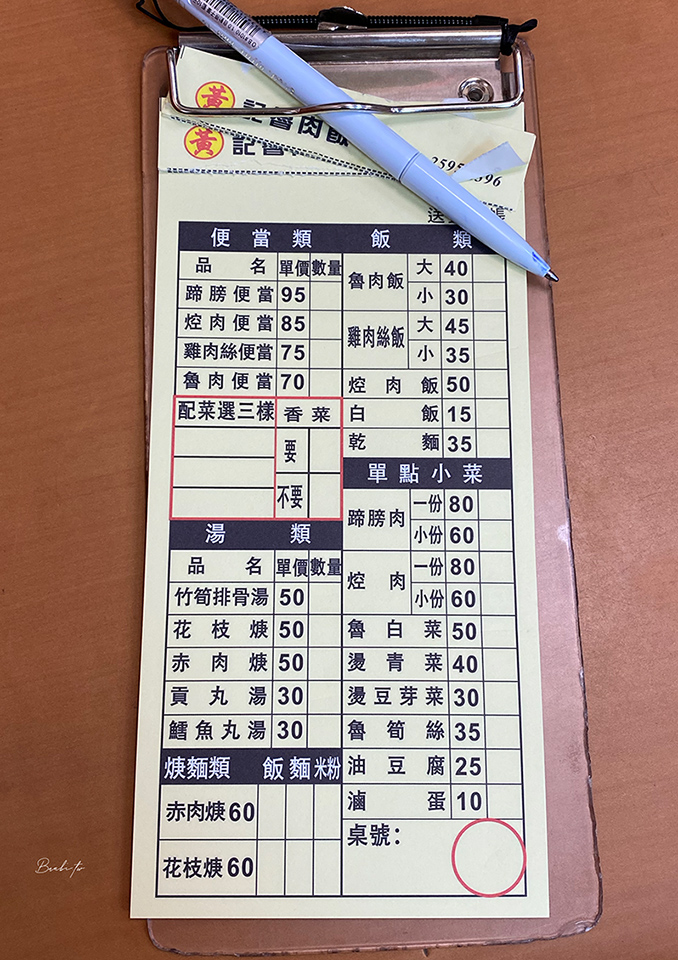 黃 記魯肉飯
黃 記魯
便當類
品名 單價 數量
蹄膀便當 95
焢肉便當 85
雞肉絲便當 75
魯肉便當 70
配菜選三樣 香菜
要
不要
湯類
品名 單價 數量
竹筍排骨湯 50
花枝焿 50
赤肉焿 50
貢丸湯 30
鱈魚丸湯 30
焿麵類 飯 麵 米粉
赤肉焿 60
花枝焿 60
飯類
魯肉飯 大 40
小 30
雞肉絲飯 大 45
小 35
焢肉飯 50
白飯 15
乾麵 35
單點小菜
蹄膀肉 一份 80
小份 60
焢肉 一份 80
小份 60
魯白菜 50
燙青菜 40
燙豆芽菜 30
魯筍絲 35
油豆腐 25
滷蛋 10
桌號：